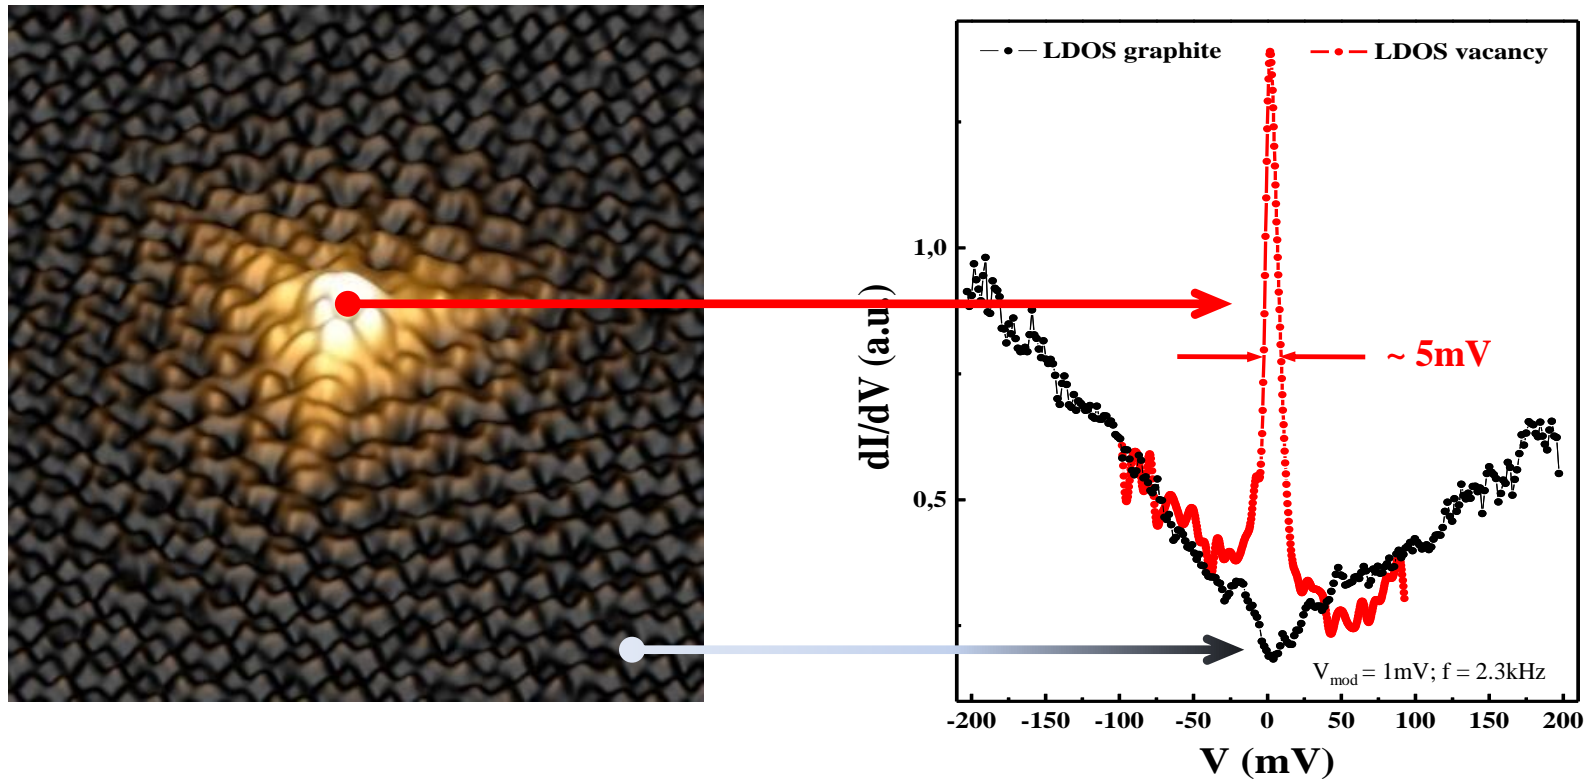 LDOS graphite
LDOS vacancy
1,0
0,5
dI/dV (a.u.)
~ 5mV
Vmod = 1mV; f = 2.3kHz
-200 -150 -100 -50 0 50 100 150 200
V (mV)